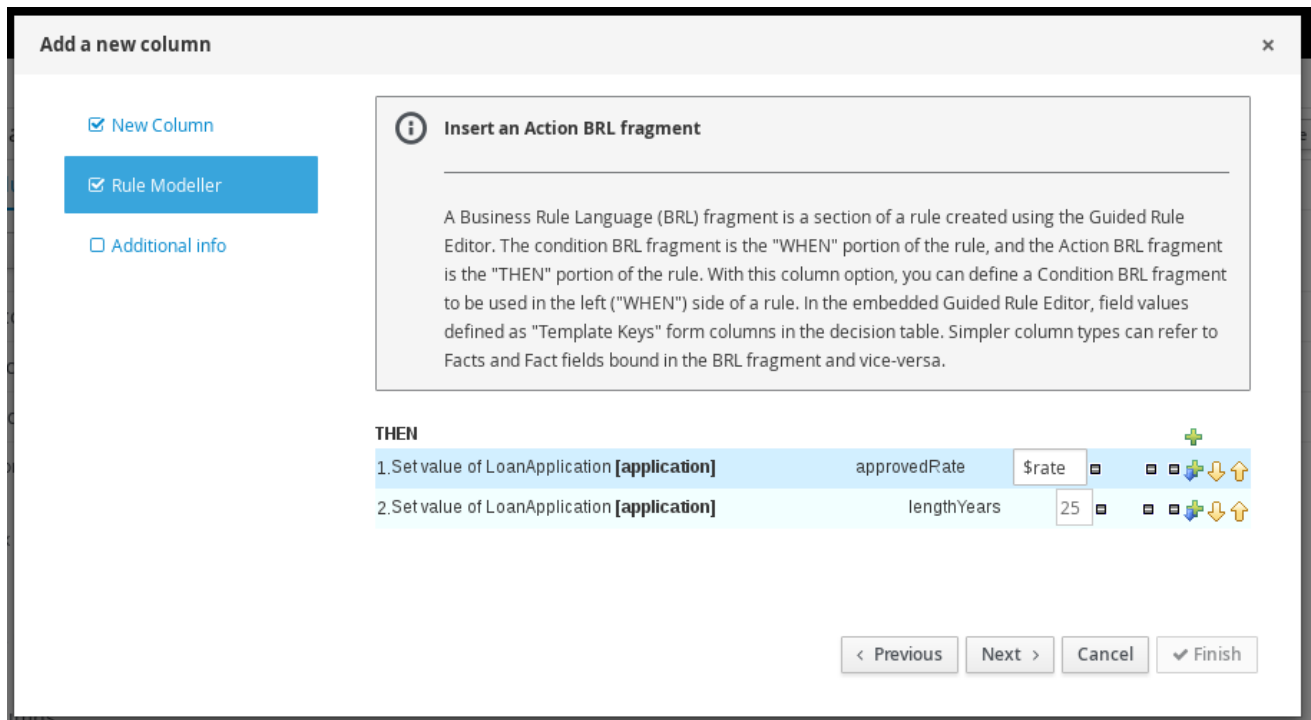 Add a new column
×
New Column
Rule Modeller
Additional info
Insert an Action BRL fragment
A Business Rule Language (BRL) fragment is a section of a rule created using the Guided Rule
Editor. The condition BRL fragment is the "WHEN" portion of the rule, and the Action BRL fragment
is the "THEN" portion of the rule. With this column option, you can define a Condition BRL fragment
to be used in the left ("WHEN") side of a rule. In the embedded Guided Rule Editor, field values
defined as "Template Keys" form columns in the decision table. Simpler column types can refer to
Facts and Fact fields bound in the BRL fragment and vice-versa.
THEN
1.Set value of LoanApplication [application] approvedRate $rate
2.Set value of LoanApplication [application] lengthYears 25
< Previous Next > Cancel Finish